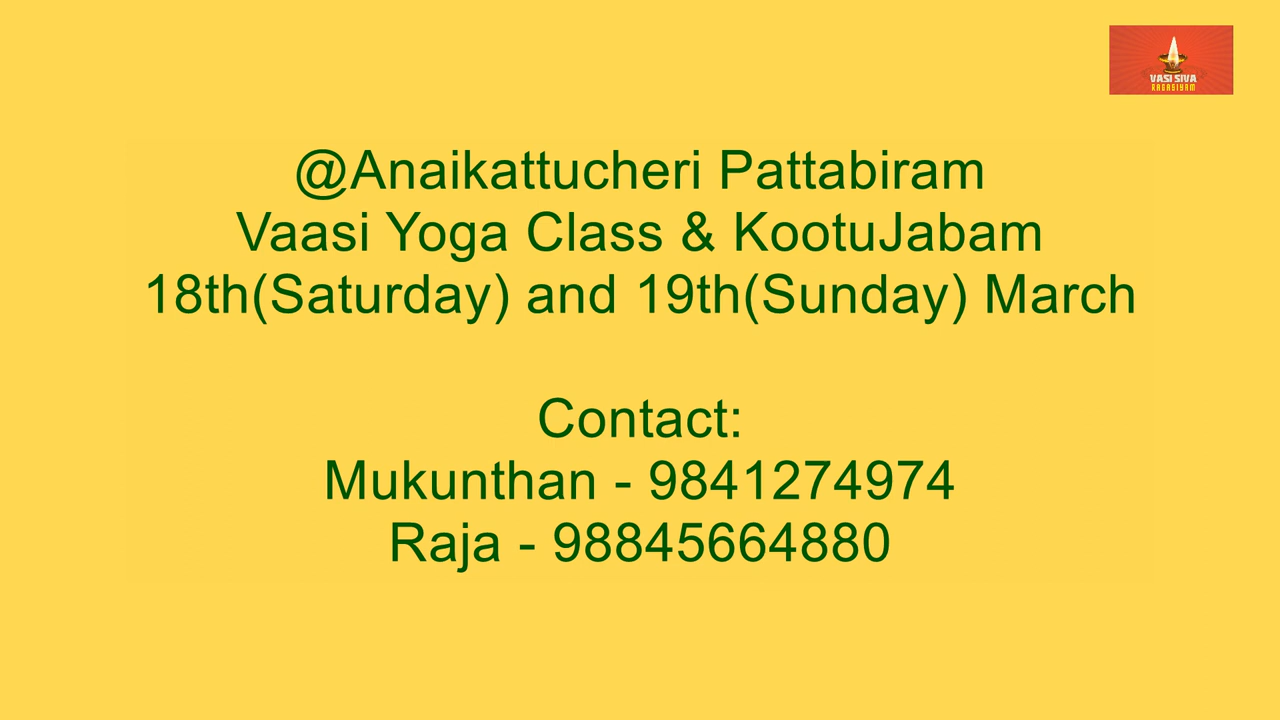 VASI SIVA
RAGASIYAM
@Anaikattucheri Pattabiram
Vaasi Yoga Class & KootuJabam
18th(Saturday) and 19th(Sunday) March
Contact:
Mukunthan - 9841274974
Raja - 98845664880